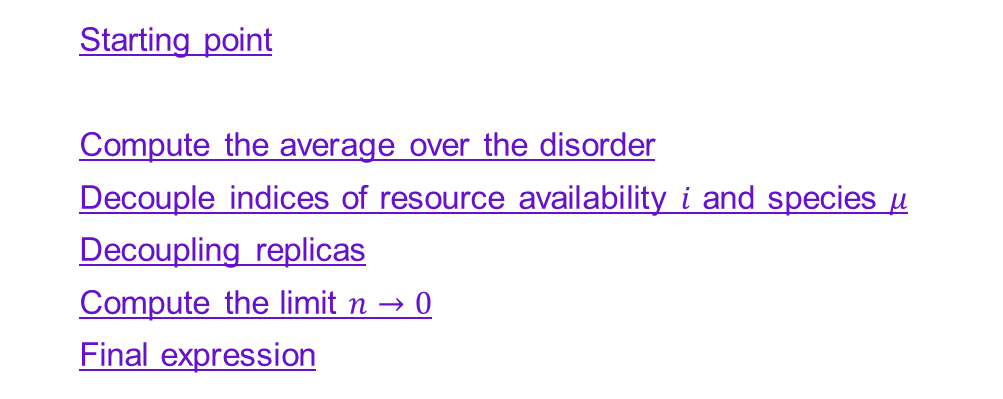 Starting point
Compute the average over the disorder
Decouple indices of resource availability 𝑖 and species 𝜇
Decoupling replicas
Compute the limit 𝑛 → 0
Final expression